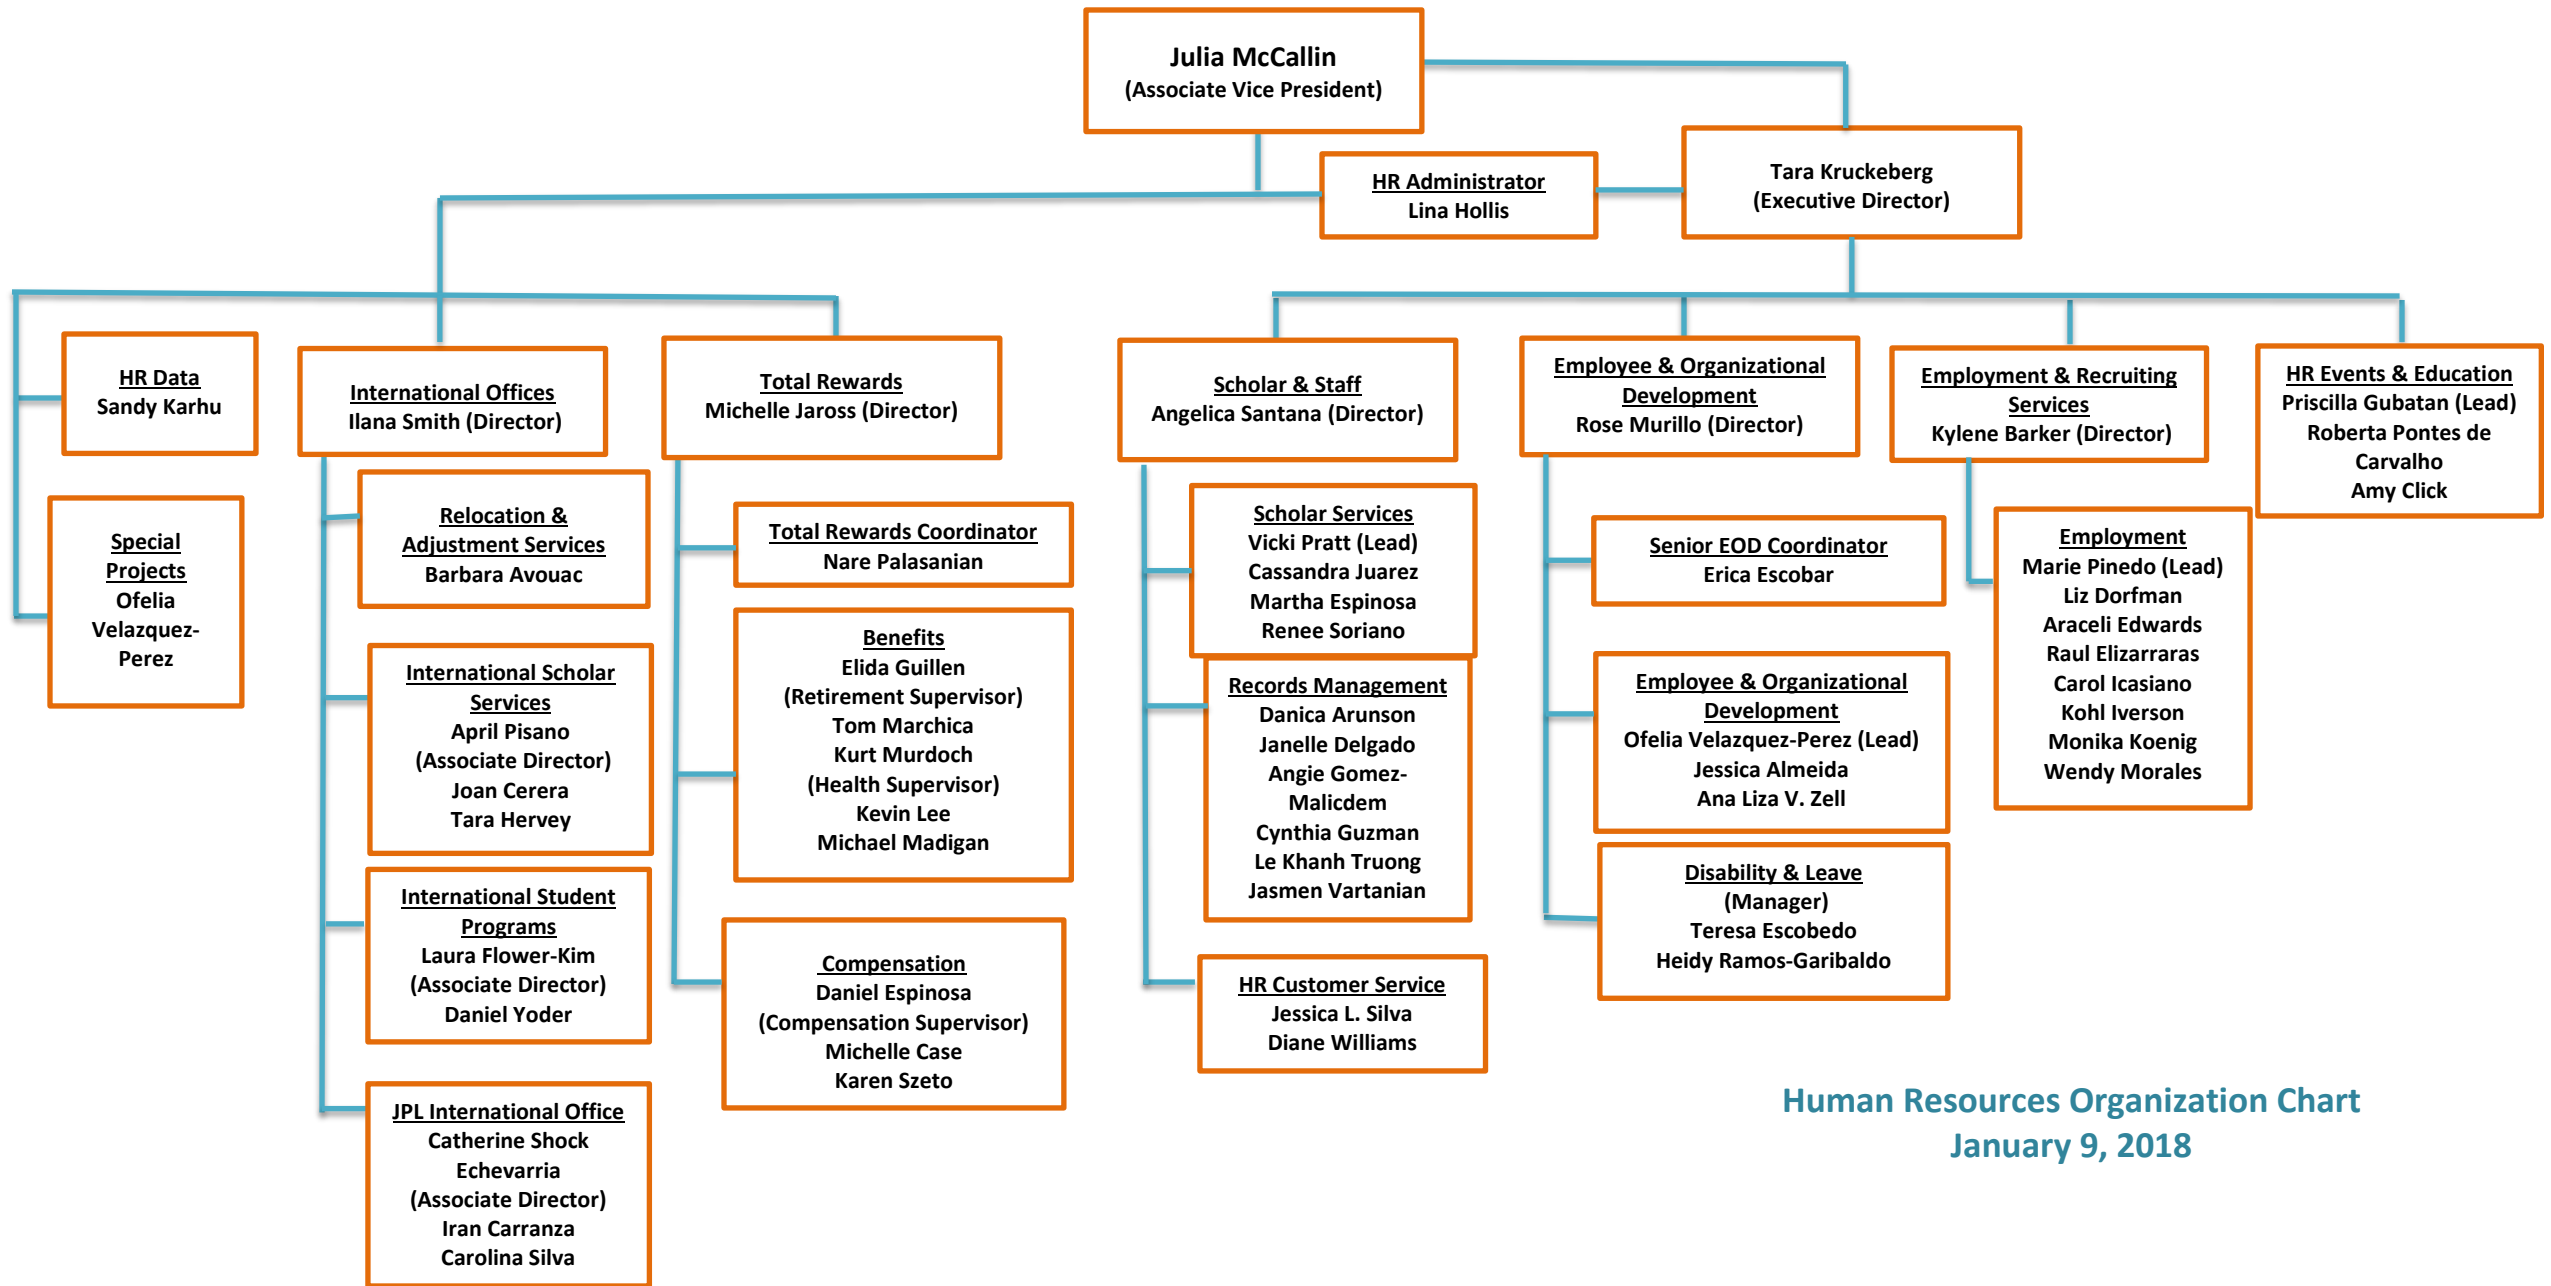 Julia McCallin
(Associate Vice President)
HR Administrator
Lina Hollis
Tara Kruckeberg
(Executive Director)
HR Data
Sandy Karhu
Special
Projects
Ofelia
Velazquez-
Perez
International Offices
Ilana Smith (Director)
Relocation &
Adjustment Services
Barbara Avouac
International Scholar
Services
April Pisano
(Associate Director)
Joan Cerera
Tara Hervey
International Student
Programs
Laura Flower-Kim
(Associate Director)
Daniel Yoder
JPL International Office
Catherine Shock
Echevarria
(Associate Director)
Iran Carranza
Carolina Silva
Total Rewards
Michelle Jaross (Director)
Total Rewards Coordinator
Nare Palasanian
Benefits
Elida Guillen
(Retirement Supervisor)
Tom Marchica
Kurt Murdoch
(Health Supervisor)
Kevin Lee
Michael Madigan
Compensation
Daniel Espinosa
(Compensation Supervisor)
Michelle Case
Karen Szeto
Scholar & Staff
Angelica Santana (Director)
Scholar Services
Vicki Pratt (Lead)
Cassandra Juarez
Martha Espinosa
Renee Soriano
Records Management
Danica Arunson
Janelle Delgado
Angie Gomez-
Malicdem
Cynthia Guzman
Le Khanh Truong
Jasmen Vartanian
HR Customer Service
Jessica L. Silva
Diane Williams
Employee & Organizational
Development
Rose Murillo (Director)
Senior EOD Coordinator
Erica Escobar
Employee & Organizational
Development
Ofelia Velazquez-Perez (Lead)
Jessica Almeida
Ana Liza V. Zell
Disability & Leave
(Manager)
Teresa Escobedo
Heidy Ramos-Garibaldo
Employment & Recruiting
Services
Kylene Barker (Director)
Employment
Marie Pinedo (Lead)
Liz Dorfman
Araceli Edwards
Raul Elizarraras
Carol Icasiano
Kohl Iverson
Monika Koenig
Wendy Morales
HR Events & Education
Priscilla Gubatan (Lead)
Roberta Pontes de
Carvalho
Amy Click
Human Resources Organization Chart
January 9, 2018